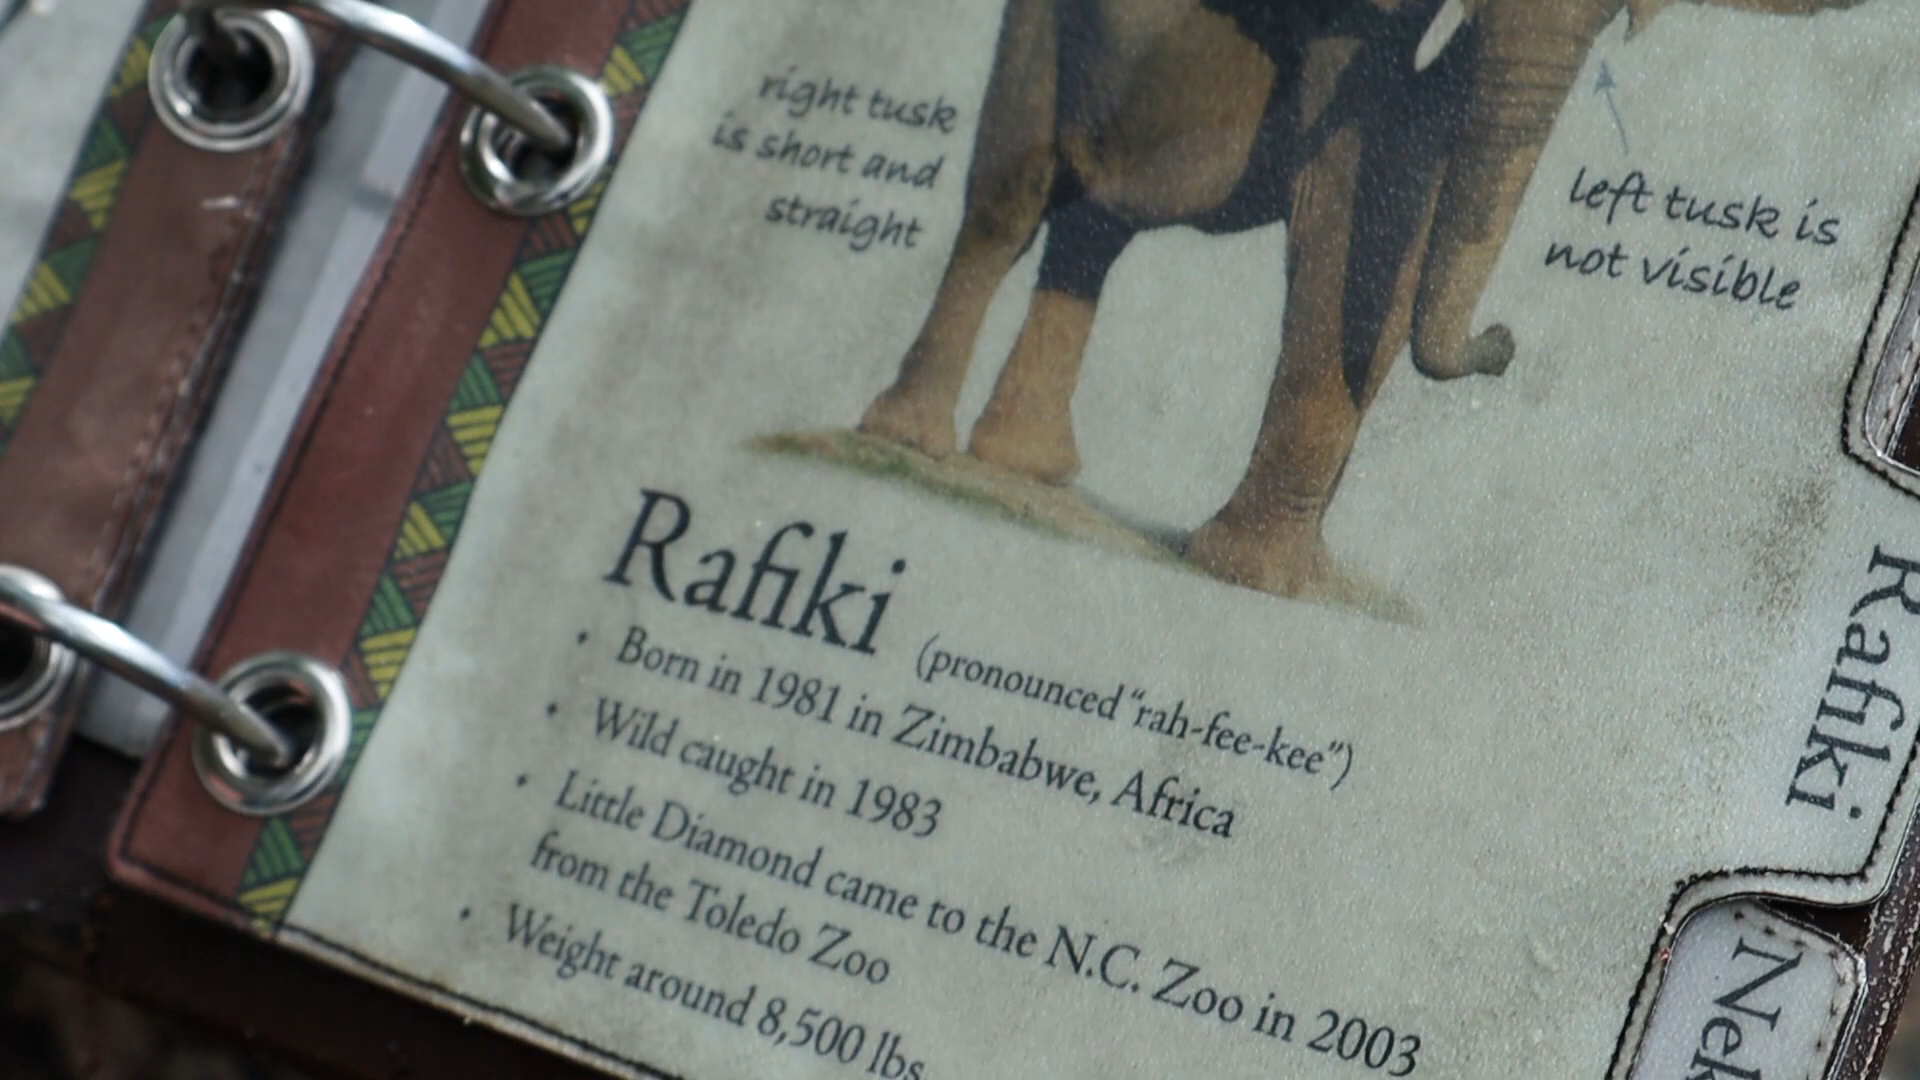 right tusk
is short and
straight
left tusk is
not visible
Rafiki (pronounced "rah-fee-kee")
• Born in 1981 in Zimbabwe, Africa
• Wild caught in 1983
• Little Diamond came to the N.C. Zoo in 2003
from the Toledo Zoo
• Weight around 8,500 lbs.
Rafiki